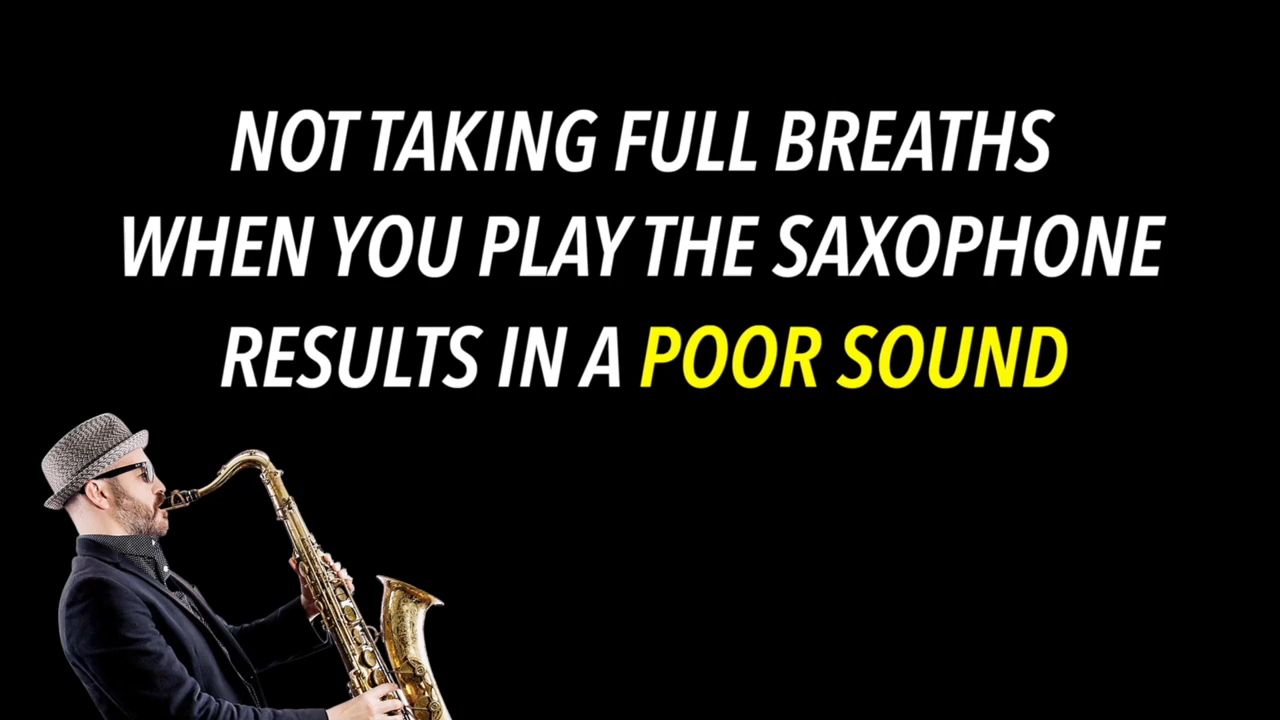 NOT TAKING FULL BREATHS
WHEN YOU PLAY THE SAXOPHONE
RESULTS IN A POOR SOUND